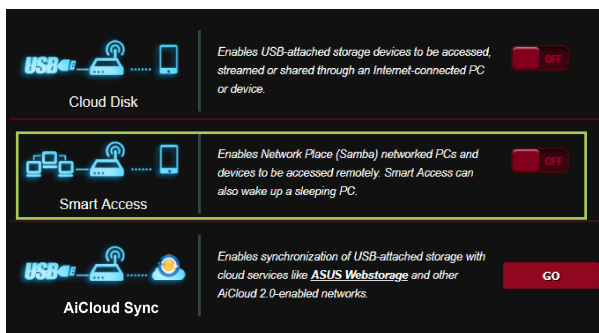 USB
Cloud Disk
Enables USB-attached storage devices to be accessed,
streamed or shared through an Internet-connected PC
or device.
OFF
Smart Access
Enables Network Place (Samba) networked PCs and
devices to be accessed remotely. Smart Access can
also wake up a sleeping PC.
OFF
USB
AiCloud Sync
Enables synchronization of USB-attached storage with
cloud services like ASUS Webstorage and other
AiCloud 2.0-enabled networks.
GO